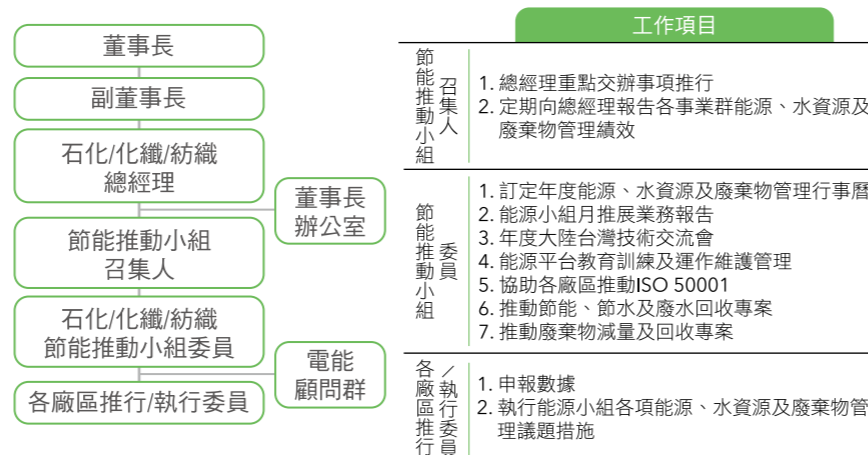 董事長
副董事長
石化/化纖/紡織
總經理
董事長
辦公室
節能推動小組
召集人
石化/化纖/紡織
節能推動小組委員
電能
顧問群
各廠區推行/執行委員
工作項目
節能推動小組
召集人
1. 總經理重點交辦事項推行
2. 定期向總經理報告各事業群能源、水資源及
廢棄物管理績效
節能推動小組
委員
1. 訂定年度能源、水資源及廢棄物管理行事曆
2. 能源小組月推展業務報告
3. 年度大陸台灣技術交流會
4. 能源平台教育訓練及運作維護管理
5. 協助各廠區推動ISO 50001
6. 推動節能、節水及廢水回收專案
7. 推動廢棄物減量及回收專案
各廠區推行
/執行委員
1. 申報數據
2. 執行能源小組各項能源、水資源及廢棄物管
理議題措施